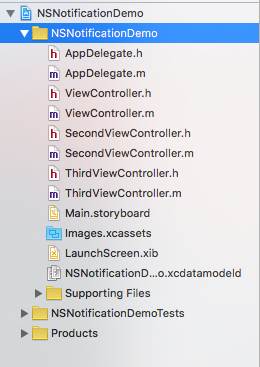 NSNotificationDemo
NSNotificationDemo
h AppDelegate.h
m AppDelegate.m
h ViewController.h
m ViewController.m
h SecondViewController.h
m SecondViewController.m
h ThirdViewController.h
m ThirdViewController.m
Main.storyboard
Images.xcassets
LaunchScreen.xib
NSNotificationD...o.xcdatamodeld
Supporting Files
NSNotificationDemoTests
Products